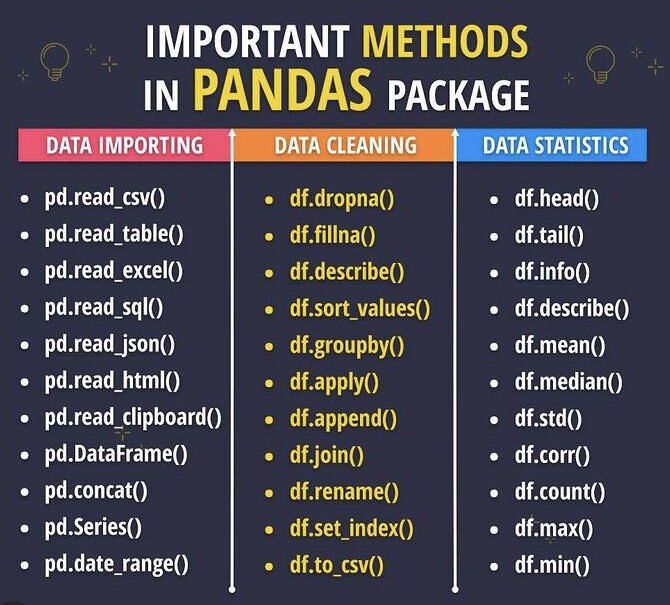 IMPORTANT METHODS
IN PANDAS PACKAGE
DATA IMPORTING
pd.read_csv()
pd.read_table()
pd.read_excel()
pd.read_sql()
pd.read_json()
pd.read_html()
pd.read_clipboard()
pd.DataFrame()
pd.concat()
pd.Series()
pd.date_range()
DATA CLEANING
df.dropna()
df.fillna()
df.describe()
df.sort_values()
df.groupby()
df.apply()
df.append()
df.join()
df.rename()
df.set_index()
df.to_csv()
DATA STATISTICS
df.head()
df.tail()
df.info()
df.describe()
df.mean()
df.median()
df.std()
df.corr()
df.count()
df.max()
df.min()